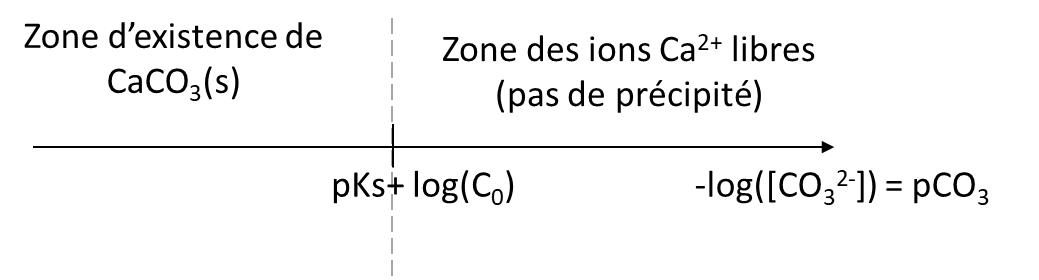 Zone d’existence de
CaCO₃(s)
Zone des ions Ca²⁺ libres
(pas de précipité)
pKs+ log(C₀)
-log([CO₃²⁻]) = pCO₃